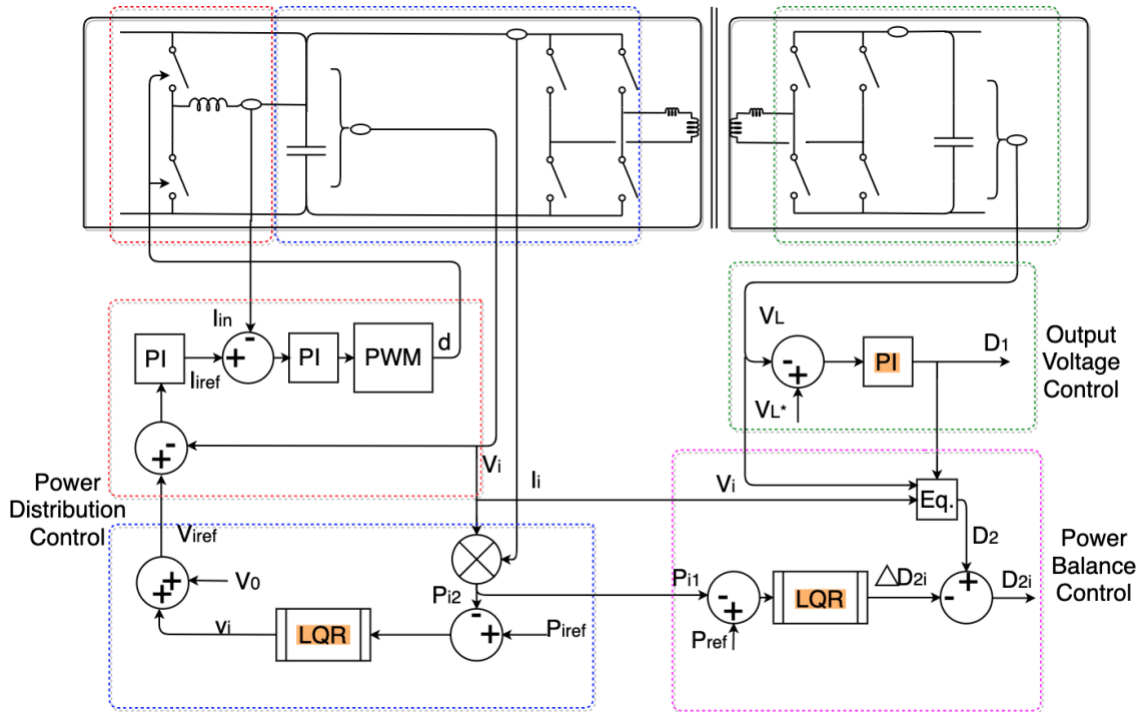 Iin
PI
Iiref
PI
PWM
d
Vi
Ii
Power
Distribution
Control
Viref
V0
vi
LQR
Pi2
Piref
VL
VL*
PI
D1
Output
Voltage
Control
Vi
Eq.
D2
Pi1
Pref
LQR
△D2i
D2i
Power
Balance
Control